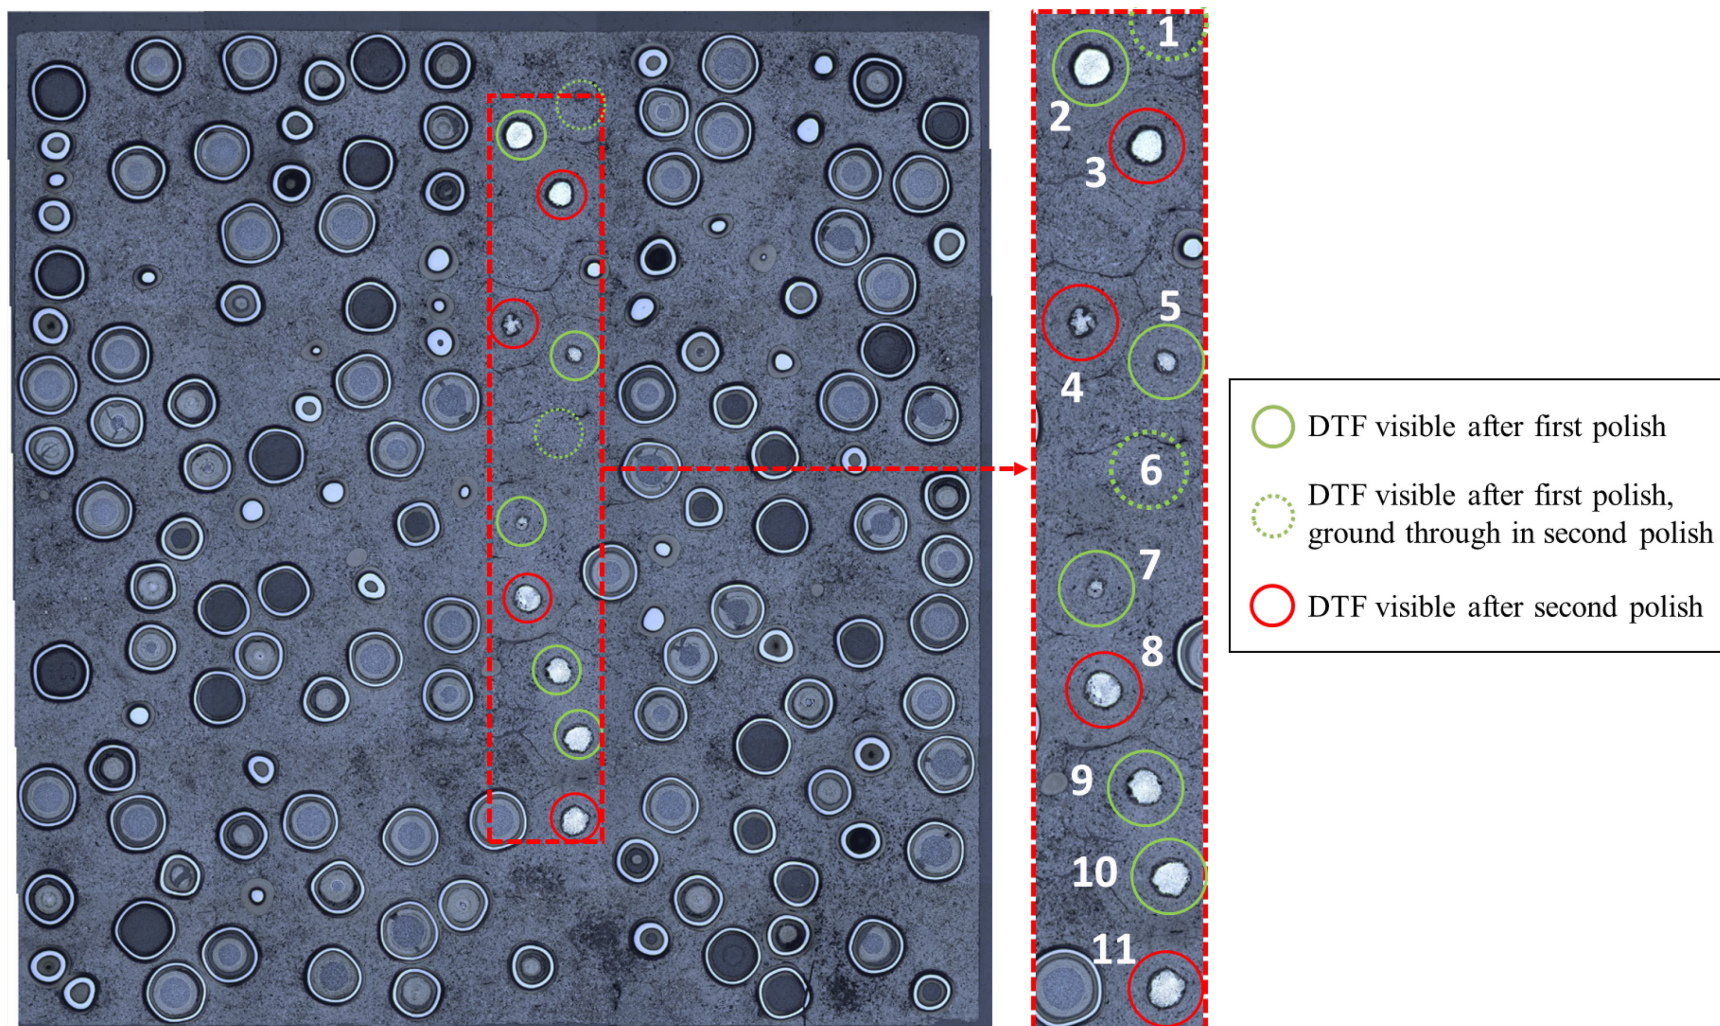 1
2
3
4
5
6
7
8
9
10
11
DTF visible after first polish
DTF visible after first polish,
ground through in second polish
DTF visible after second polish